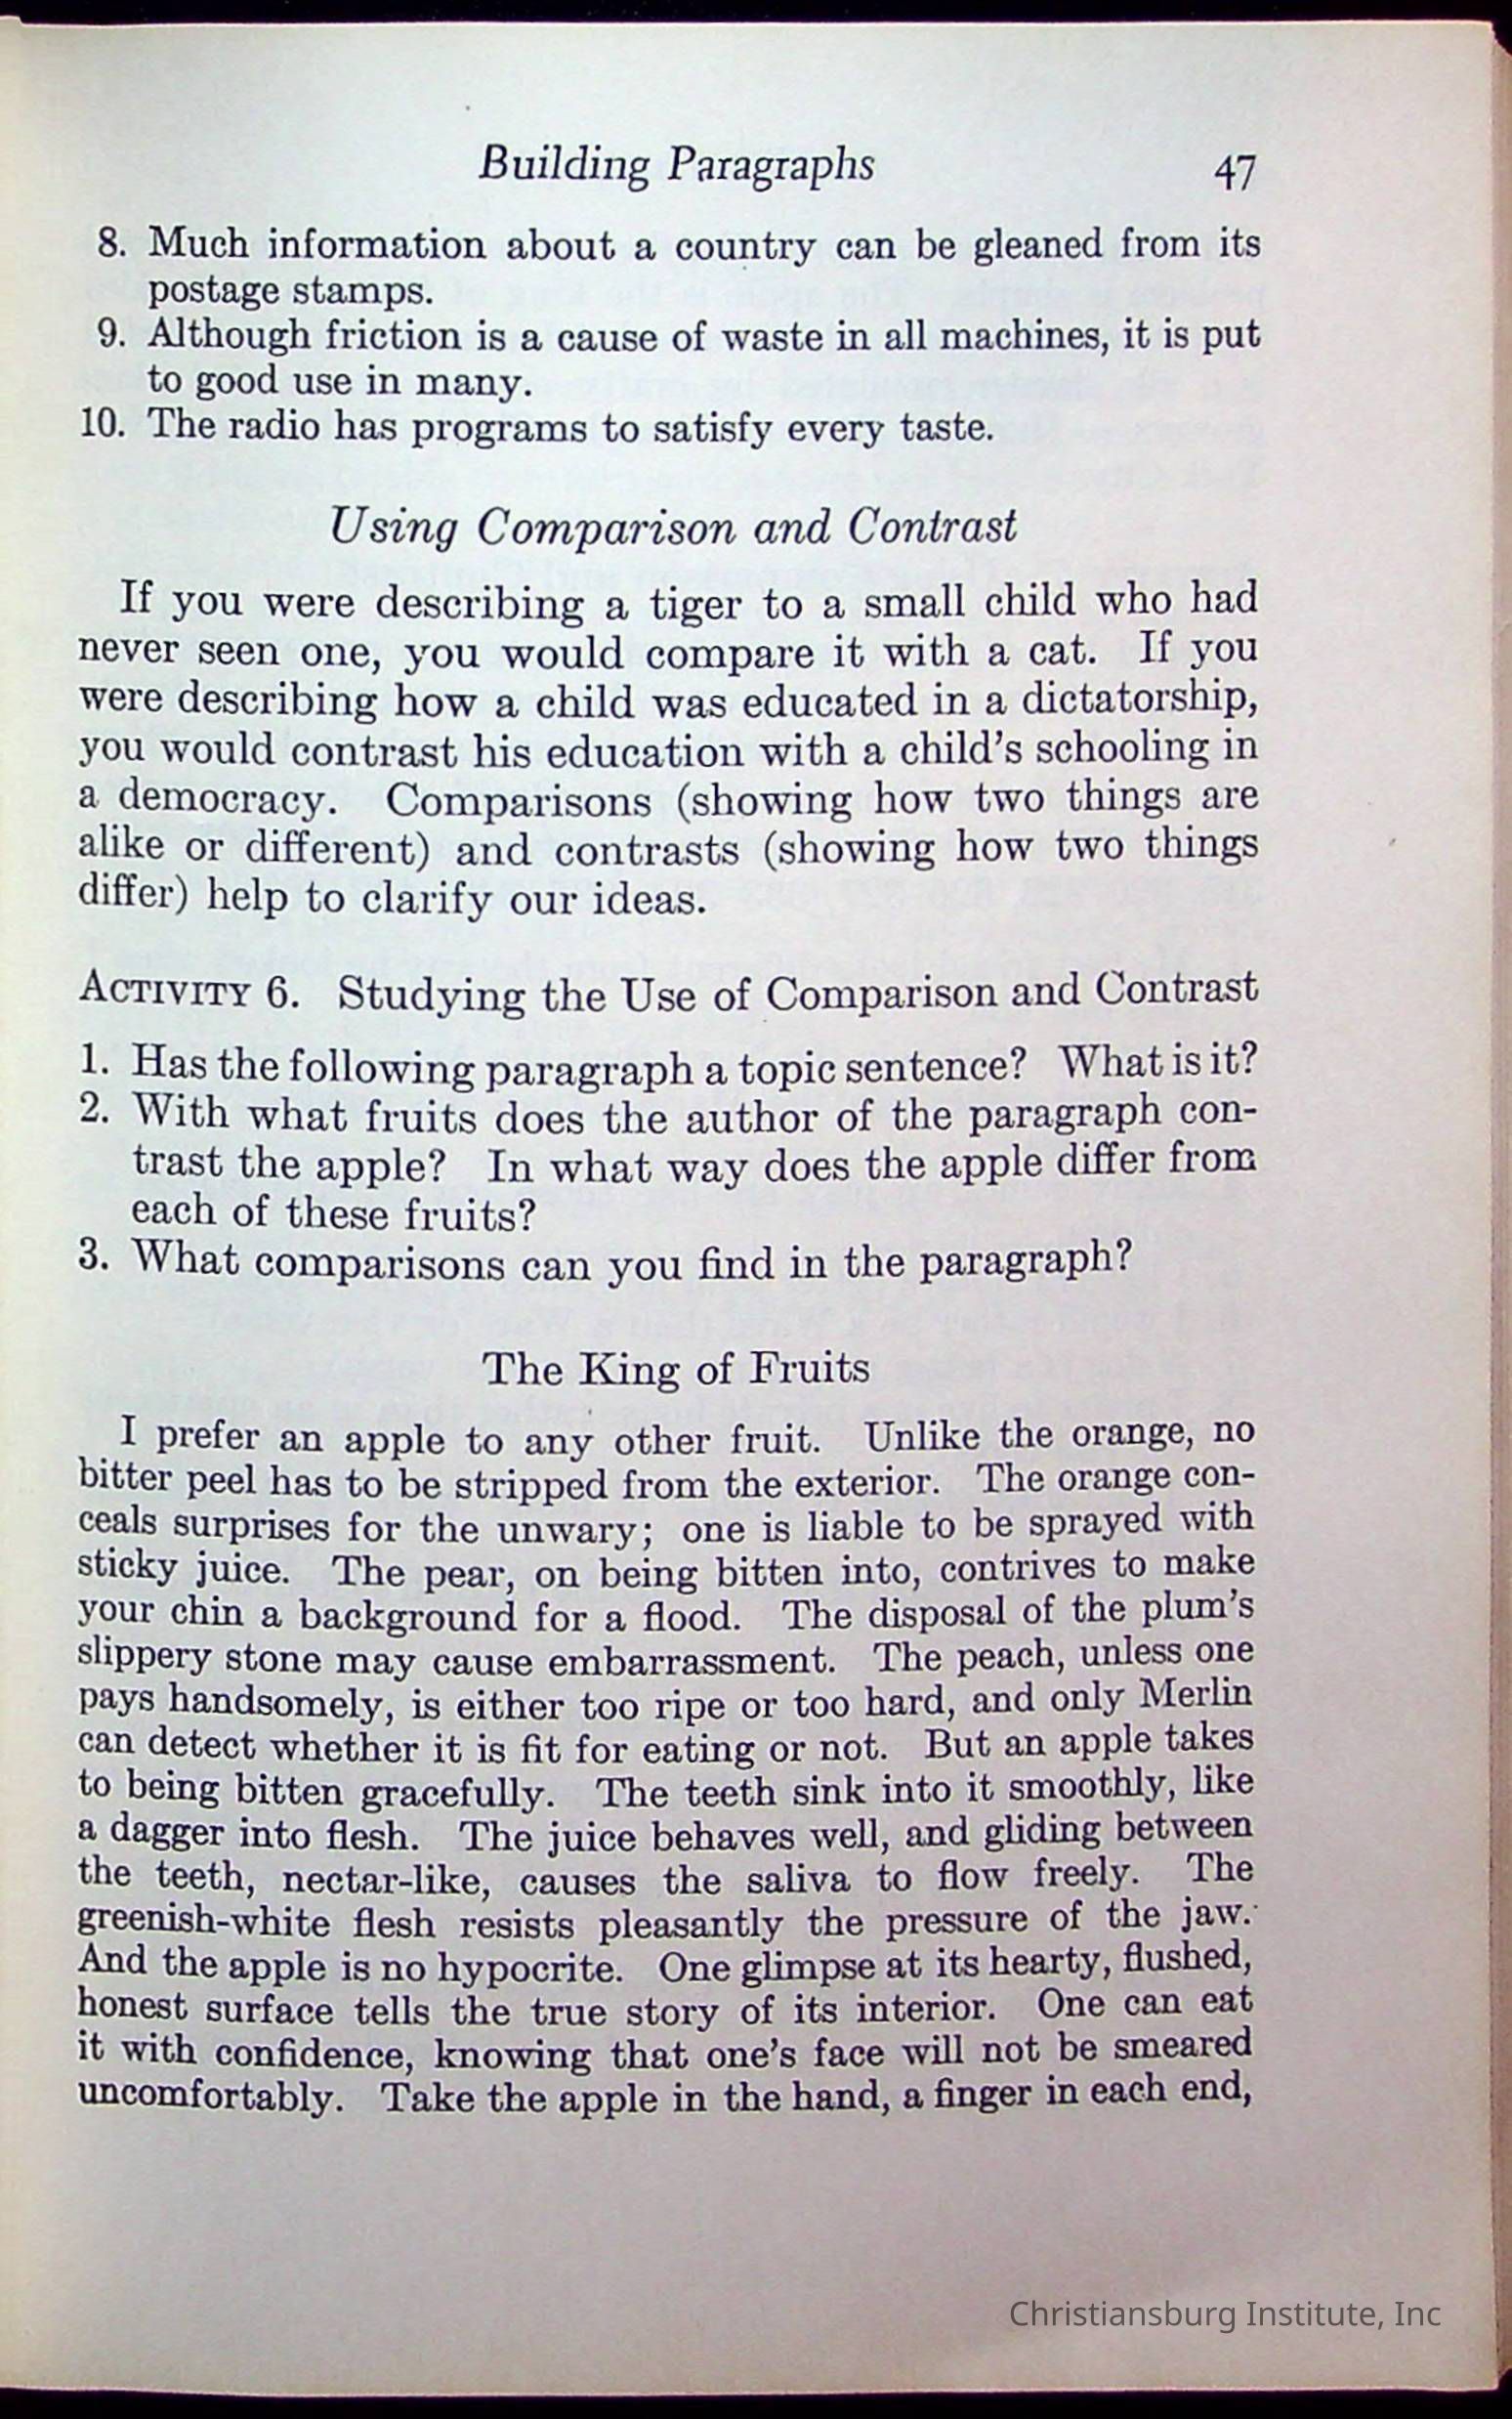 Building Paragraphs 47
8. Much information about a country can be gleaned from its
postage stamps.
9. Although friction is a cause of waste in all machines, it is put
to good use in many.
10. The radio has programs to satisfy every taste.
Using Comparison and Contrast
If you were describing a tiger to a small child who had
never seen one, you would compare it with a cat. If you
were describing how a child was educated in a dictatorship,
you would contrast his education with a child's schooling in
a democracy. Comparisons (showing how two things are
alike or different) and contrasts (showing how two things
differ) help to clarify our ideas.
ACTIVITY 6. Studying the Use of Comparison and Contrast
1. Has the following paragraph a topic sentence? What is it?
2. With what fruits does the author of the paragraph con-
trast the apple? In what way does the apple differ from
each of these fruits?
3. What comparisons can you find in the paragraph?
The King of Fruits
I prefer an apple to any other fruit. Unlike the orange, no
bitter peel has to be stripped from the exterior. The orange con-
ceals surprises for the unwary; one is liable to be sprayed with
sticky juice. The pear, on being bitten into, contrives to make
your chin a background for a flood. The disposal of the plum's
slippery stone may cause embarrassment. The peach, unless one
pays handsomely, is either too ripe or too hard, and only Merlin
can detect whether it is fit for eating or not. But an apple takes
to being bitten gracefully. The teeth sink into it smoothly, like
a dagger into flesh. The juice behaves well, and gliding between
the teeth, nectar-like, causes the saliva to flow freely. The
greenish-white flesh resists pleasantly the pressure of the jaw.
And the apple is no hypocrite. One glimpse at its hearty, flushed,
honest surface tells the true story of its interior. One can eat
it with confidence, knowing that one's face will not be smeared
uncomfortably. Take the apple in the hand, a finger in each end,
Christiansburg Institute, Inc